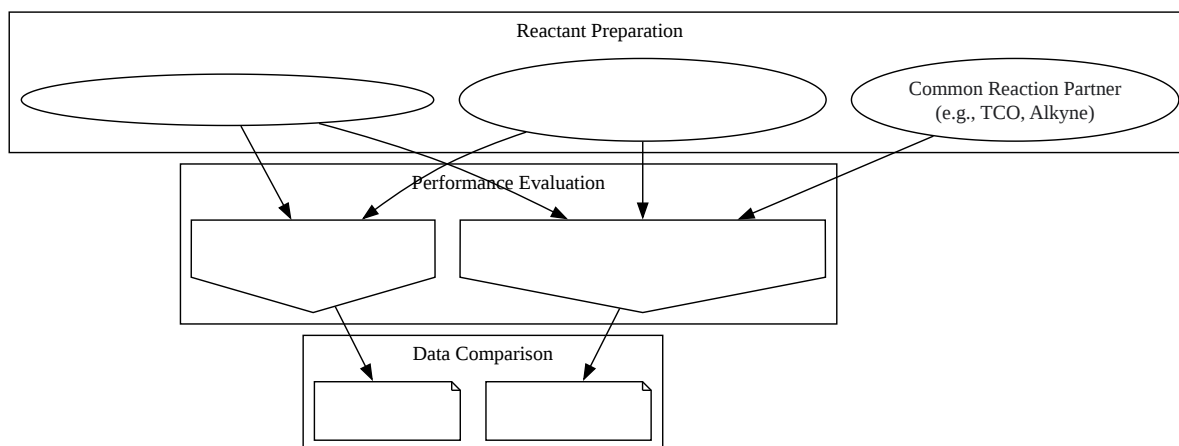 Reactant Preparation
Common Reaction Partner
(e.g., TCO, Alkyne)
Performance Evaluation
Data Comparison